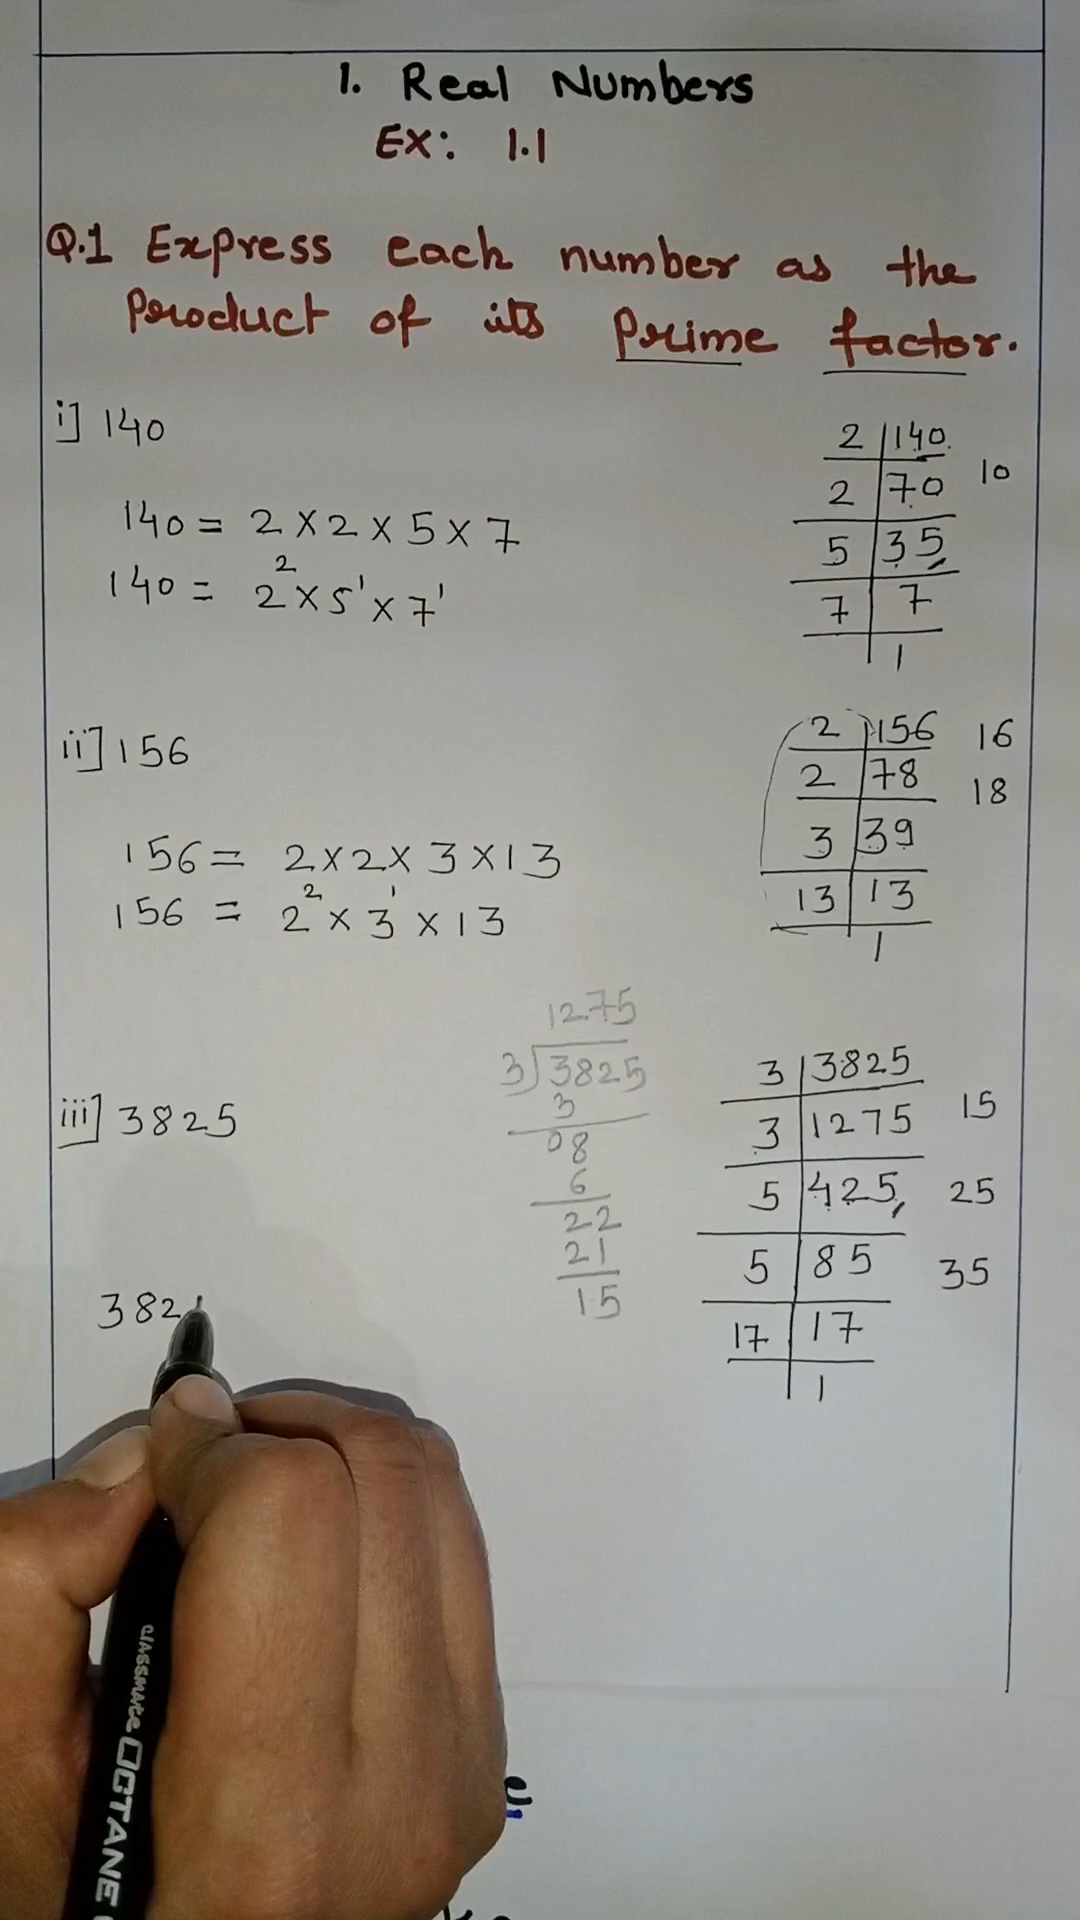 1. Real Numbers
EX: 1.1
Q.1 Express each number as the
Product of its Prime factor.
i] 140
140 = 2 × 2 × 5 × 7
140 = 2² × 5¹ × 7¹
2 | 140
10
2 | 70
5 | 35
7 | 7
1
ii] 156
156 = 2 × 2 × 3 × 13
156 = 2² × 3¹ × 13
2 | 156 16
2 | 78 18
3 | 39
13 | 13
1
iii] 3825
382
1275
3 ) 3825
3
08
6
22
21
15
3 | 3825
3 | 1275 15
5 | 425 25
5 | 85 35
17 | 17
1
CLASSMATE OCTANE